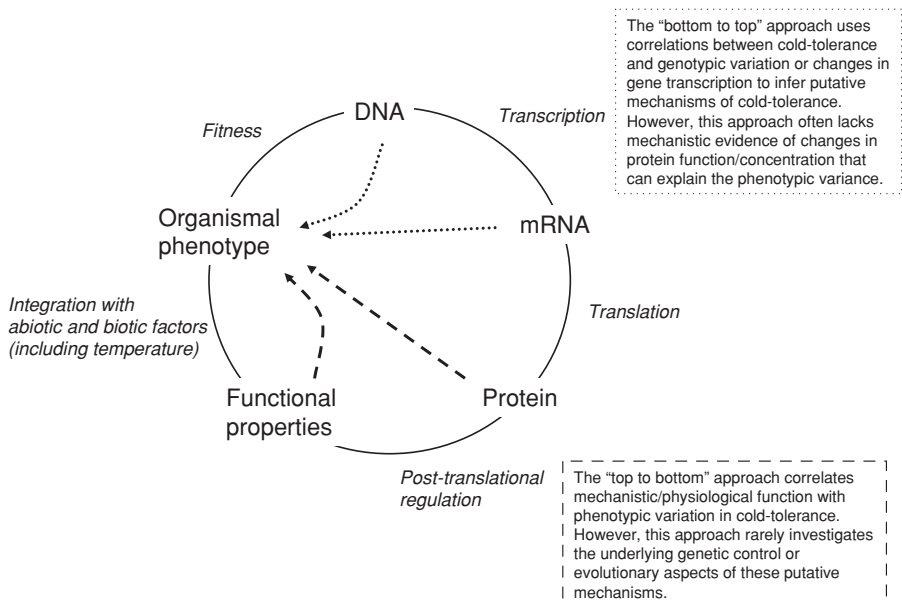 The “bottom to top” approach uses
correlations between cold-tolerance
and genotypic variation or changes in
gene transcription to infer putative
mechanisms of cold-tolerance.
However, this approach often lacks
mechanistic evidence of changes in
protein function/concentration that
can explain the phenotypic variance.
DNA
Fitness
Transcription
Organismal
phenotype
mRNA
Integration with
abiotic and biotic factors
(including temperature)
Translation
Functional
properties
Protein
Post-translational
regulation
The “top to bottom” approach correlates
mechanistic/physiological function with
phenotypic variation in cold-tolerance.
However, this approach rarely investigates
the underlying genetic control or
evolutionary aspects of these putative
mechanisms.